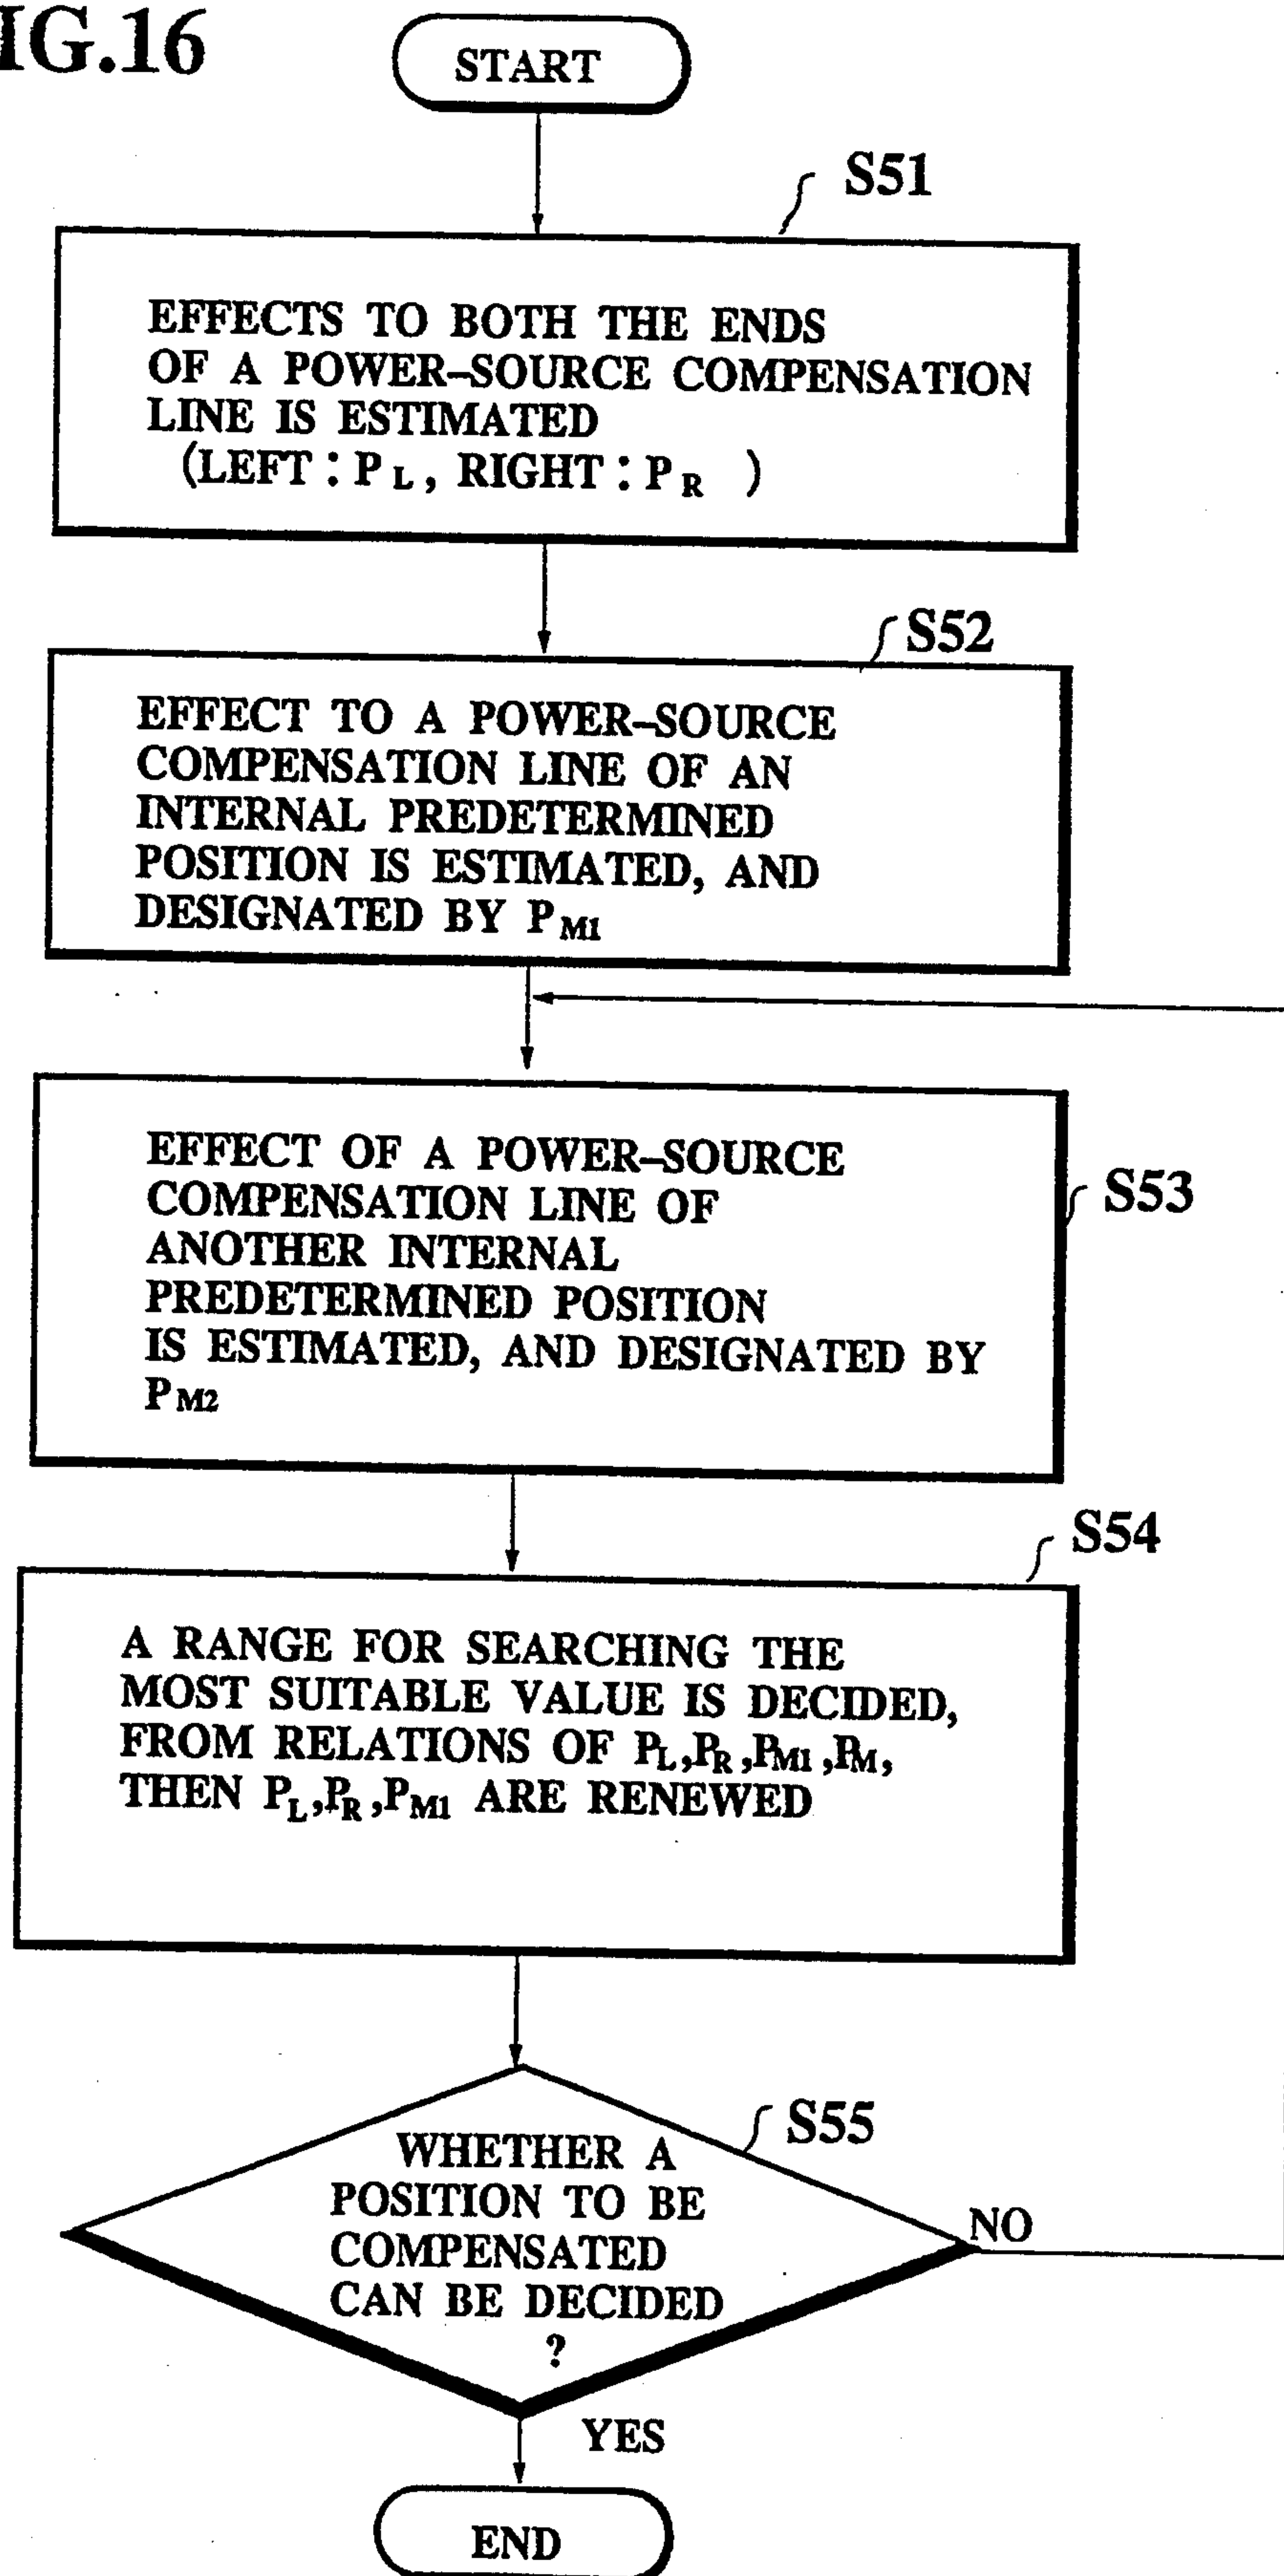 IG.16
START
S51
EFFECTS TO BOTH THE ENDS
OF A POWER–SOURCE COMPENSATION
LINE IS ESTIMATED
(LEFT : PL, RIGHT : PR )
S52
EFFECT TO A POWER–SOURCE
COMPENSATION LINE OF AN
INTERNAL PREDETERMINED
POSITION IS ESTIMATED, AND
DESIGNATED BY PM1
EFFECT OF A POWER–SOURCE
COMPENSATION LINE OF
S53
ANOTHER INTERNAL
PREDETERMINED POSITION
IS ESTIMATED, AND DESIGNATED BY
PM2
S54
A RANGE FOR SEARCHING THE
MOST SUITABLE VALUE IS DECIDED,
FROM RELATIONS OF PL,PR,PM1,PM,
THEN PL,PR,PM1 ARE RENEWED
S55
WHETHER A
POSITION TO BE
COMPENSATED
CAN BE DECIDED
?
NO
YES
END